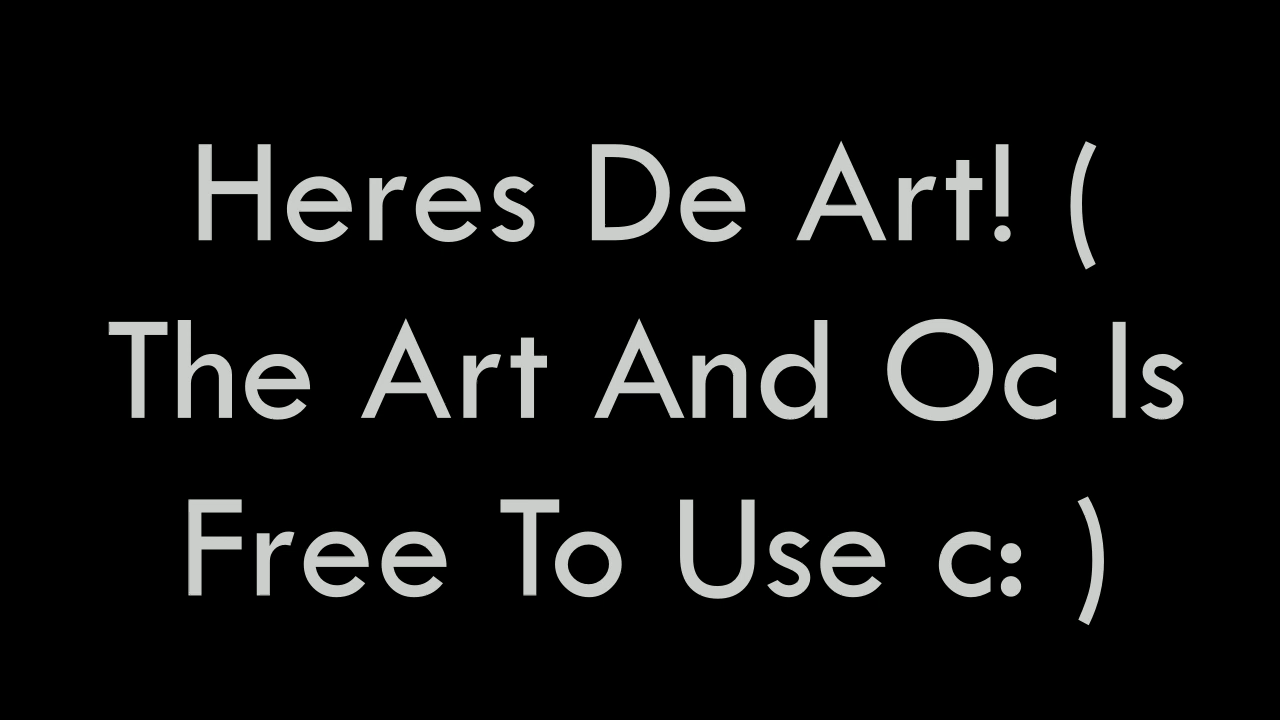 Heres De Art! (
The Art And Oc Is
Free To Use c: )